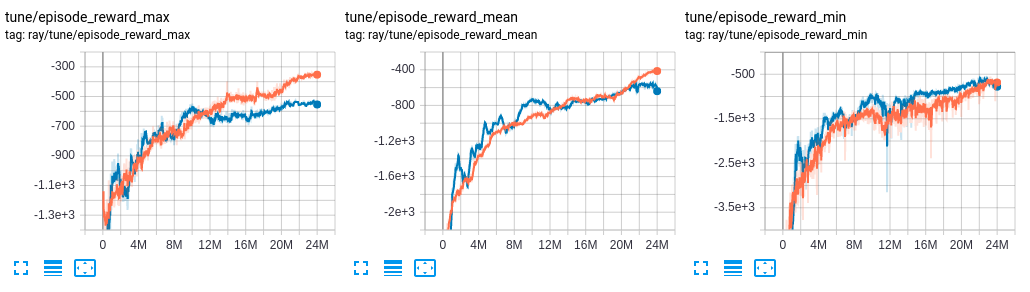 tune/episode_reward_max
tag: ray/tune/episode_reward_max
-300
-500
-700
-900
-1.1e+3
-1.3e+3
0 4M 8M 12M 16M 20M 24M
tune/episode_reward_mean
tag: ray/tune/episode_reward_mean
-400
-800
-1.2e+3
-1.6e+3
-2e+3
0 4M 8M 12M 16M 20M 24M
tune/episode_reward_min
tag: ray/tune/episode_reward_min
-500
-1.5e+3
-2.5e+3
-3.5e+3
0 4M 8M 12M 16M 20M 24M